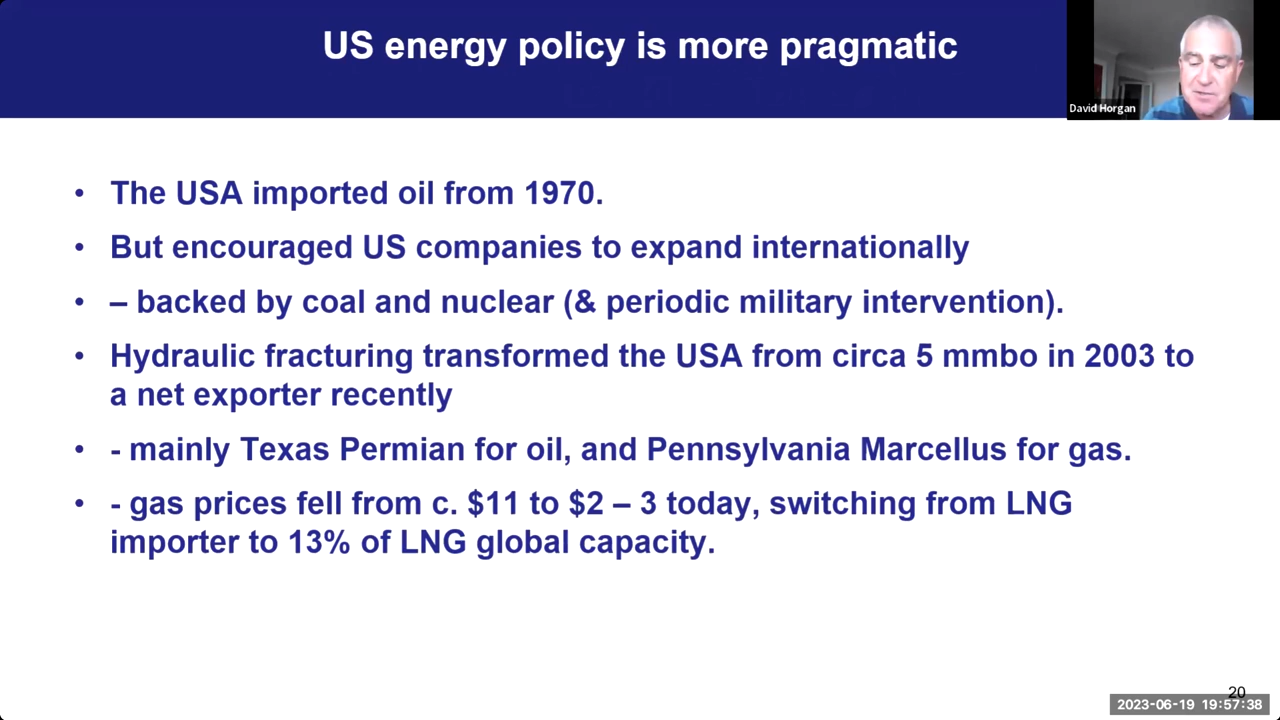 US energy policy is more pragmatic
David Horgan
• The USA imported oil from 1970.
• But encouraged US companies to expand internationally
• – backed by coal and nuclear (& periodic military intervention).
• Hydraulic fracturing transformed the USA from circa 5 mmbo in 2003 to
a net exporter recently
• - mainly Texas Permian for oil, and Pennsylvania Marcellus for gas.
• - gas prices fell from c. $11 to $2 – 3 today, switching from LNG
importer to 13% of LNG global capacity.
20
2023-06-19 19:57:38